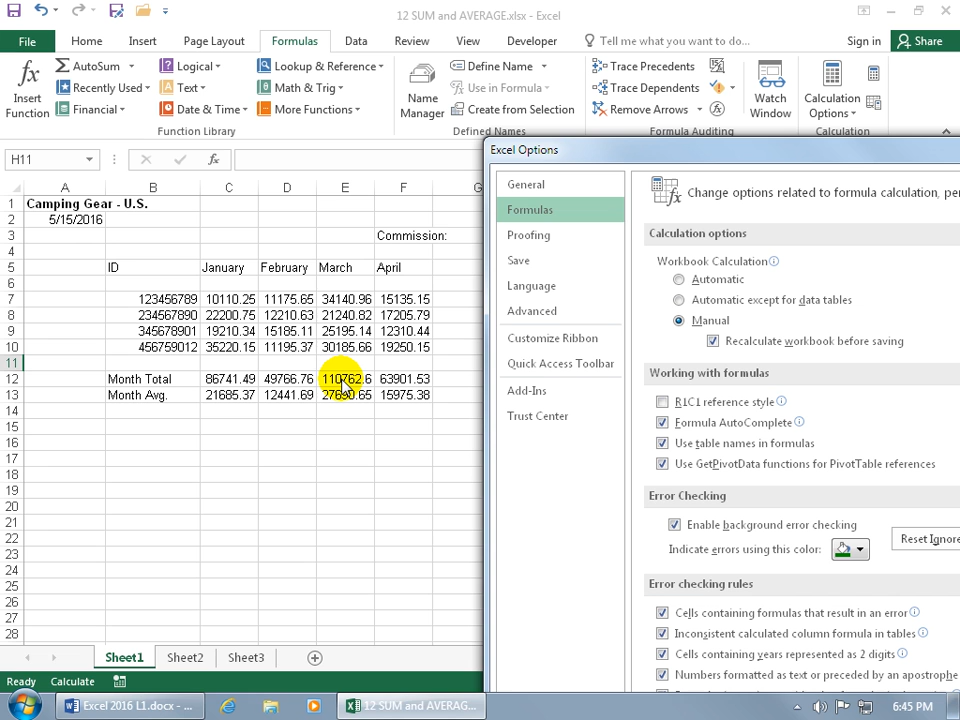 12 SUM and AVERAGE.xlsx - Excel
File Home Insert Page Layout Formulas Data Review View Developer Tell me what you want to do... Sign in Share
Insert Function
AutoSum
Recently Used
Financial
Logical
Text
Date & Time
Lookup & Reference
Math & Trig
More Functions
Function Library
Name Manager
Define Name
Use in Formula
Create from Selection
Defined Names
Trace Precedents
Trace Dependents
Remove Arrows
Formula Auditing
Watch Window
Calculation Options
Calculation
H11 fx
A B C D E F G
1 Camping Gear - U.S.
2 5/15/2016
3 Commission:
4
5 ID January February March April
6
7 123456789 10110.25 11175.65 34140.96 15135.15
8 234567890 22200.75 12210.63 21240.82 17205.79
9 345678901 19210.34 15185.11 25195.14 12310.44
10 456759012 35220.15 11195.37 30185.66 19250.15
11
12 Month Total 86741.49 49766.76 110762.6 63901.53
13 Month Avg. 21685.37 12441.69 27690.65 15975.38
14
15
16
17
18
19
20
21
22
23
24
25
26
27
28
Excel Options
General
Formulas
Proofing
Save
Language
Advanced
Customize Ribbon
Quick Access Toolbar
Add-Ins
Trust Center
Change options related to formula calculation, pe
Calculation options
Workbook Calculation
Automatic
Automatic except for data tables
Manual
Recalculate workbook before saving
Working with formulas
R1C1 reference style
Formula AutoComplete
Use table names in formulas
Use GetPivotData functions for PivotTable references
Error Checking
Enable background error checking
Indicate errors using this color:
Reset Ignore
Error checking rules
Cells containing formulas that result in an error
Inconsistent calculated column formula in tables
Cells containing years represented as 2 digits
Numbers formatted as text or preceded by an apostrophe
Sheet1 Sheet2 Sheet3
Ready Calculate
Excel 2016 L1.docx - ...
12 SUM and AVERAG...
6:45 PM